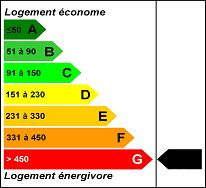 Logement économe
≤50 A
51 à 90 B
91 à 150 C
151 à 230 D
231 à 330 E
331 à 450 F
> 450 G
Logement énergivore